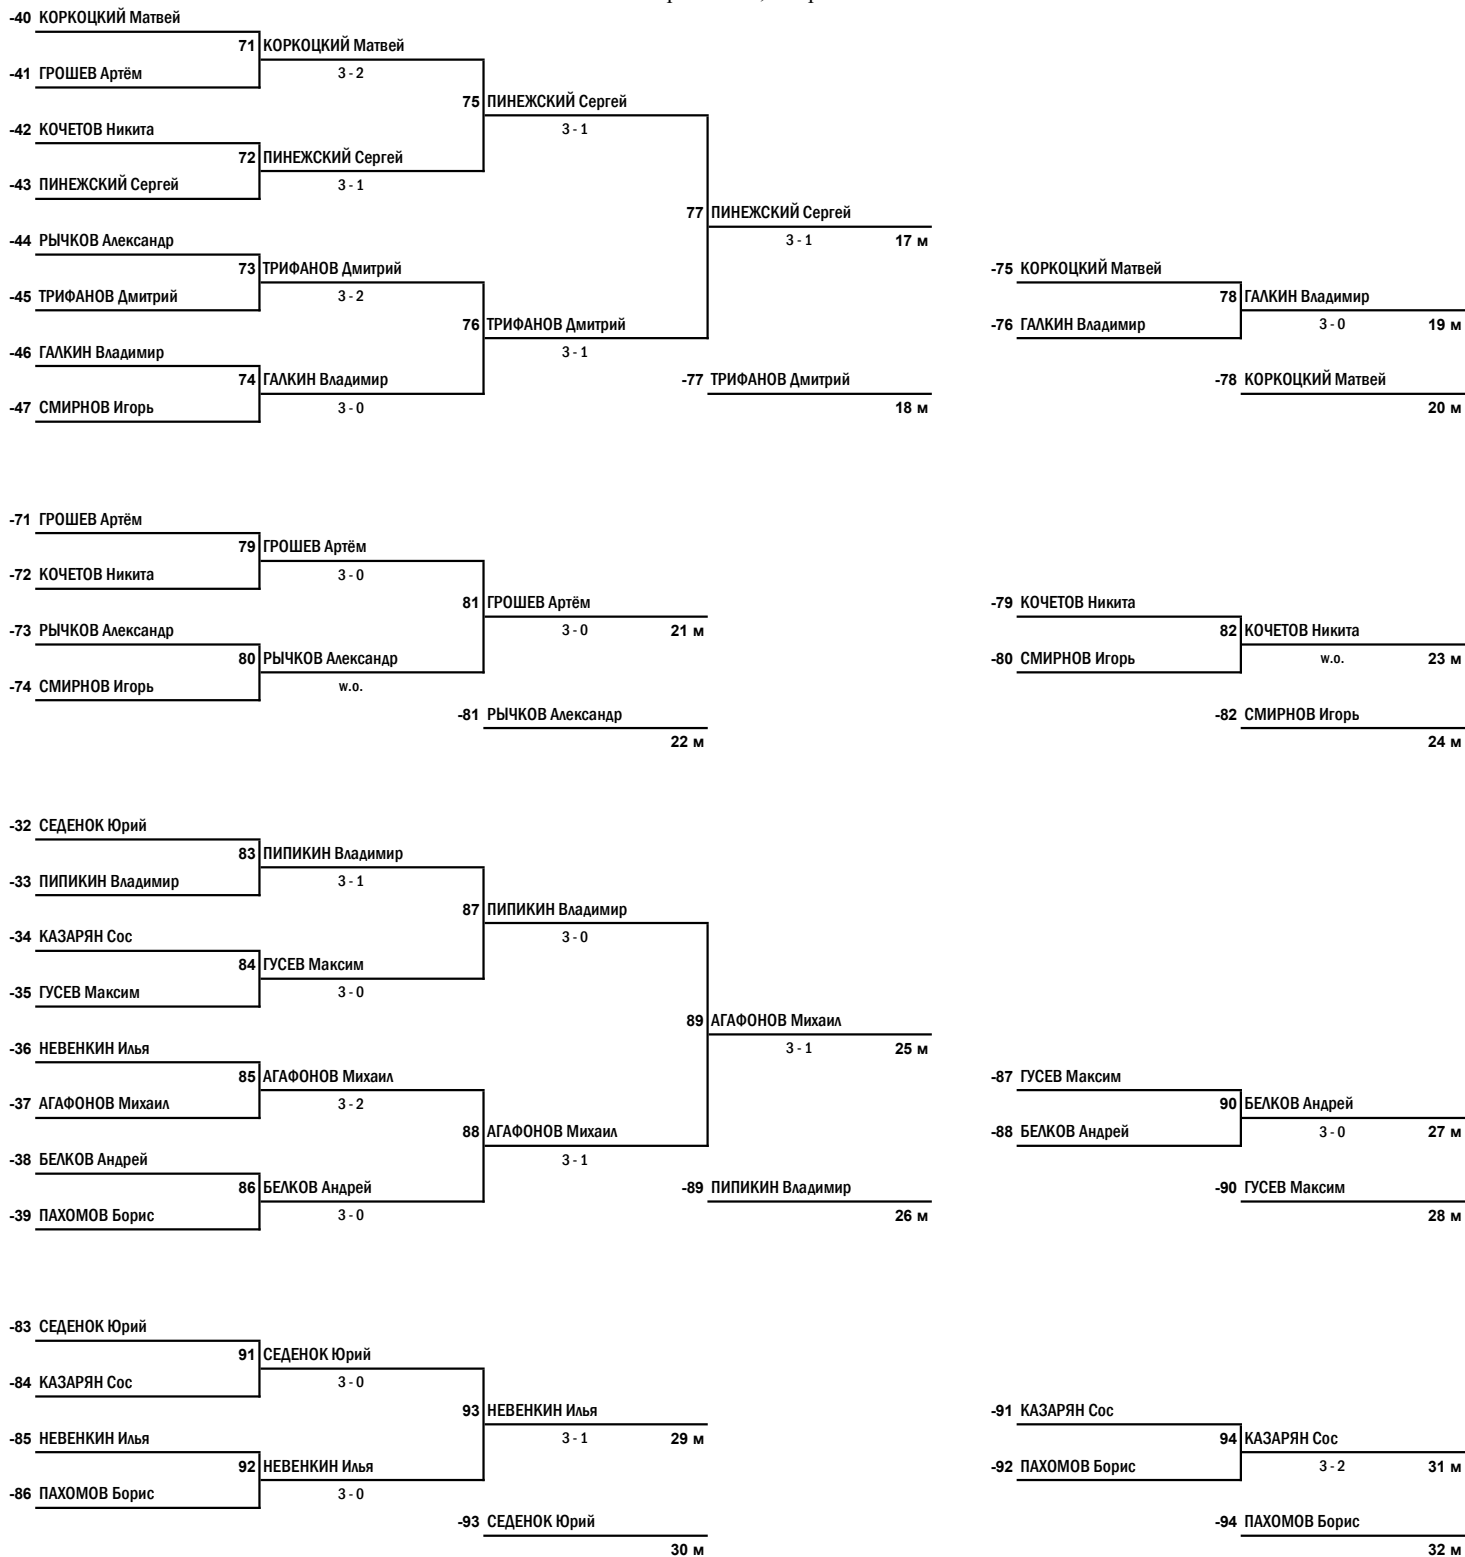 -40 КОРКОЦКИЙ Матвей
71 КОРКОЦКИЙ Матвей
-41 ГРОШЕВ Артём
3 - 2
75 ПИНЕЖСКИЙ Сергей
-42 КОЧЕТОВ Никита
3 - 1
72 ПИНЕЖСКИЙ Сергей
-43 ПИНЕЖСКИЙ Сергей
3 - 1
77 ПИНЕЖСКИЙ Сергей
-44 РЫЧКОВ Александр
3 - 1 17 м
73 ТРИФАНОВ Дмитрий
-75 КОРКОЦКИЙ Матвей
-45 ТРИФАНОВ Дмитрий
3 - 2
78 ГАЛКИН Владимир
76 ТРИФАНОВ Дмитрий
-76 ГАЛКИН Владимир
3 - 0 19 м
-46 ГАЛКИН Владимир
3 - 1
74 ГАЛКИН Владимир
-77 ТРИФАНОВ Дмитрий
-78 КОРКОЦКИЙ Матвей
-47 СМИРНОВ Игорь
3 - 0
18 м
20 м
-71 ГРОШЕВ Артём
79 ГРОШЕВ Артём
-72 КОЧЕТОВ Никита
3 - 0
81 ГРОШЕВ Артём
-79 КОЧЕТОВ Никита
-73 РЫЧКОВ Александр
3 - 0 21 м
82 КОЧЕТОВ Никита
80 РЫЧКОВ Александр
-80 СМИРНОВ Игорь
w.o. 23 м
-74 СМИРНОВ Игорь
w.o.
-81 РЫЧКОВ Александр
-82 СМИРНОВ Игорь
22 м
24 м
-32 СЕДЕНОК Юрий
83 ПИПИКИН Владимир
-33 ПИПИКИН Владимир
3 - 1
87 ПИПИКИН Владимир
-34 КАЗАРЯН Сос
3 - 0
84 ГУСЕВ Максим
-35 ГУСЕВ Максим
3 - 0
89 АГАФОНОВ Михаил
-36 НЕВЕНКИН Илья
3 - 1 25 м
85 АГАФОНОВ Михаил
-87 ГУСЕВ Максим
-37 АГАФОНОВ Михаил
3 - 2
90 БЕЛКОВ Андрей
88 АГАФОНОВ Михаил
-88 БЕЛКОВ Андрей
3 - 0 27 м
-38 БЕЛКОВ Андрей
3 - 1
86 БЕЛКОВ Андрей
-89 ПИПИКИН Владимир
-90 ГУСЕВ Максим
-39 ПАХОМОВ Борис
3 - 0
26 м
28 м
-83 СЕДЕНОК Юрий
91 СЕДЕНОК Юрий
-84 КАЗАРЯН Сос
3 - 0
93 НЕВЕНКИН Илья
-91 КАЗАРЯН Сос
-85 НЕВЕНКИН Илья
3 - 1 29 м
94 КАЗАРЯН Сос
92 НЕВЕНКИН Илья
-92 ПАХОМОВ Борис
3 - 2 31 м
-86 ПАХОМОВ Борис
3 - 0
-93 СЕДЕНОК Юрий
-94 ПАХОМОВ Борис
30 м
32 м